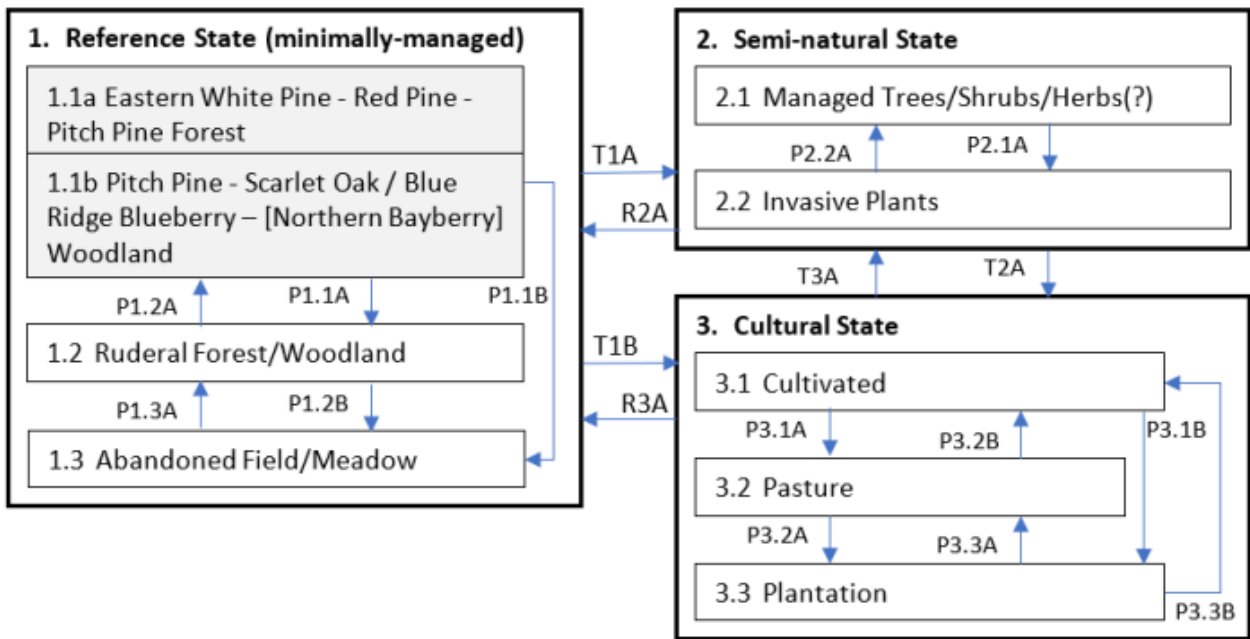 1. Reference State (minimally-managed)
1.1a Eastern White Pine - Red Pine -
Pitch Pine Forest
1.1b Pitch Pine - Scarlet Oak / Blue
Ridge Blueberry – [Northern Bayberry]
Woodland
P1.2A
P1.1A
P1.1B
1.2 Ruderal Forest/Woodland
P1.3A
P1.2B
1.3 Abandoned Field/Meadow
T1A
R2A
T1B
R3A
2. Semi-natural State
2.1 Managed Trees/Shrubs/Herbs(?)
P2.2A
P2.1A
2.2 Invasive Plants
T3A
T2A
3. Cultural State
3.1 Cultivated
P3.1A
P3.2B
P3.1B
3.2 Pasture
P3.2A
P3.3A
3.3 Plantation
P3.3B